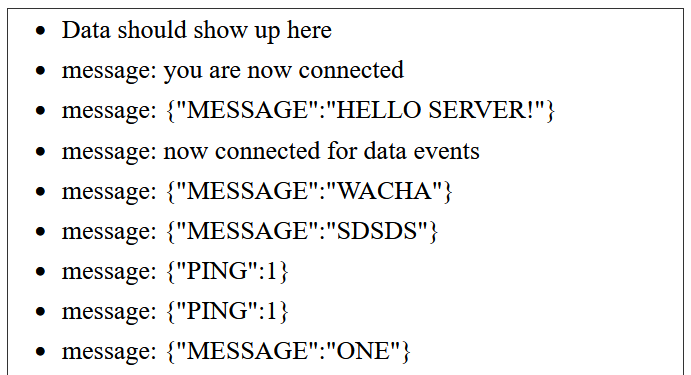 Data should show up here
message: you are now connected
message: {"MESSAGE":"HELLO SERVER!"}
message: now connected for data events
message: {"MESSAGE":"WACHA"}
message: {"MESSAGE":"SDSDS"}
message: {"PING":1}
message: {"PING":1}
message: {"MESSAGE":"ONE"}